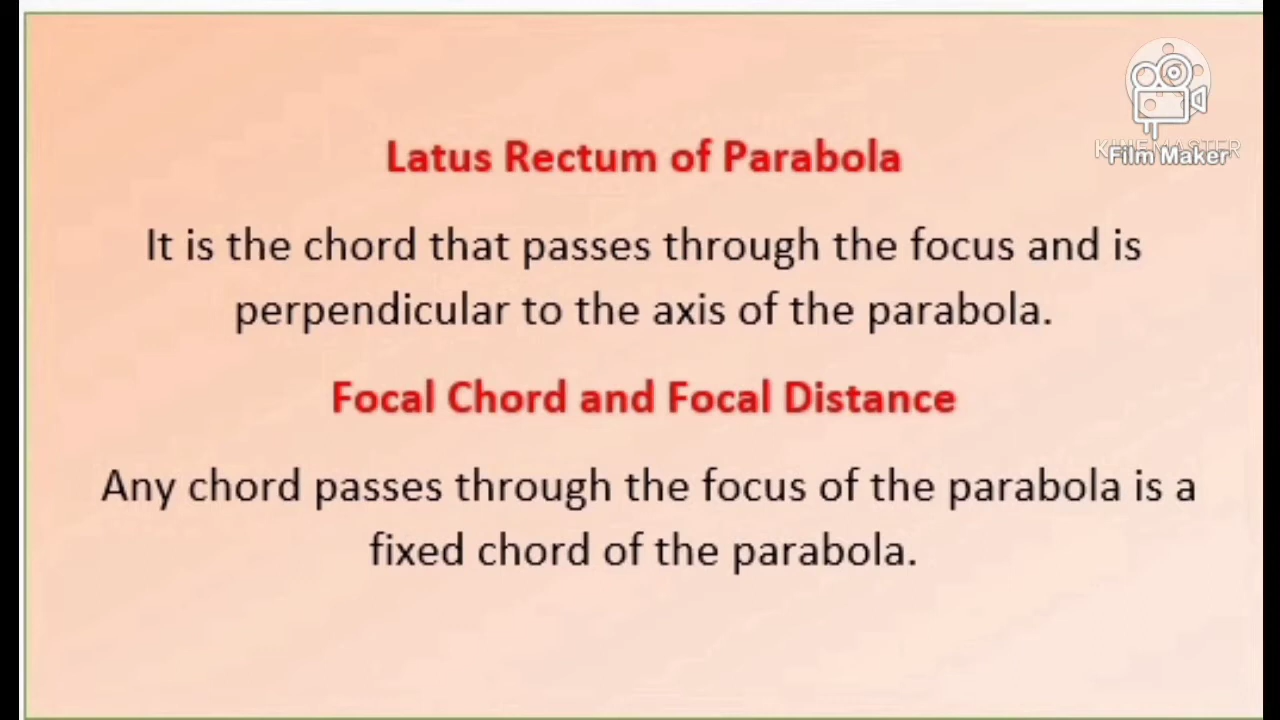 Latus Rectum of Parabola
KINEMASTER
Film Maker
It is the chord that passes through the focus and is
perpendicular to the axis of the parabola.
Focal Chord and Focal Distance
Any chord passes through the focus of the parabola is a
fixed chord of the parabola.